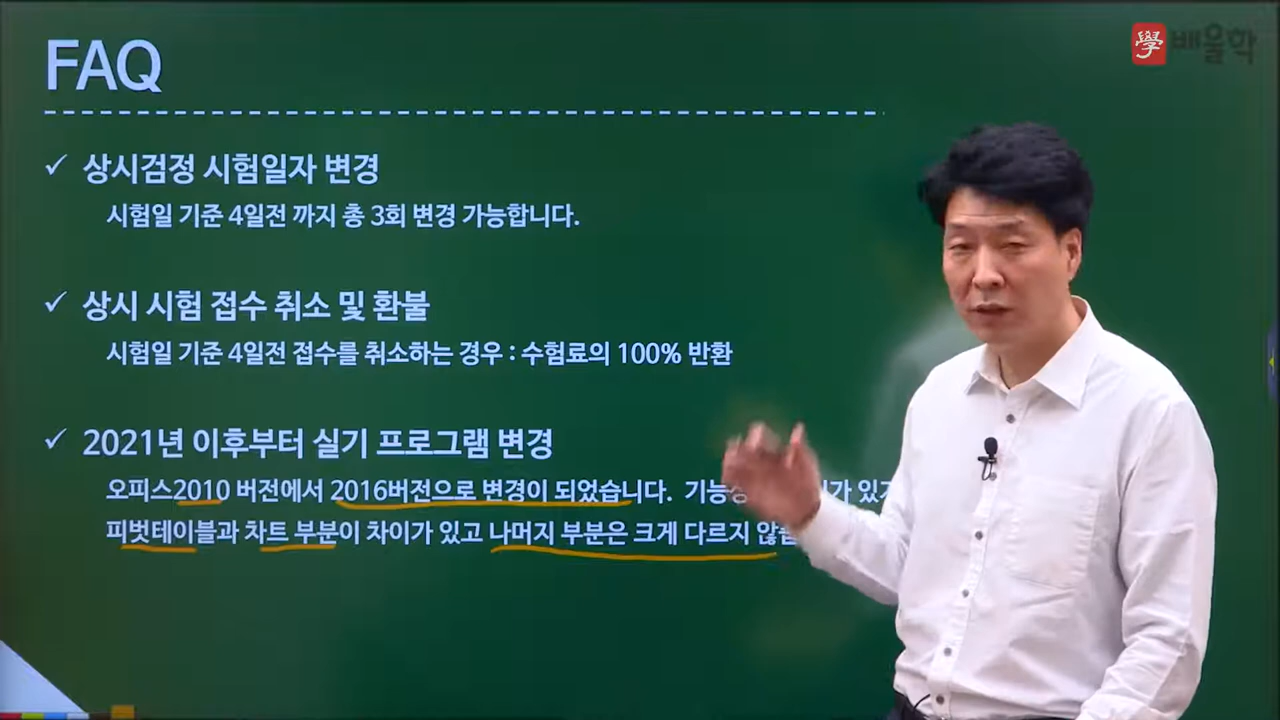 FAQ
學 배울학
✓ 상시검정 시험일자 변경
시험일 기준 4일전 까지 총 3회 변경 가능합니다.
✓ 상시 시험 접수 취소 및 환불
시험일 기준 4일전 접수를 취소하는 경우 : 수험료의 100% 반환
✓ 2021년 이후부터 실기 프로그램 변경
오피스2010 버전에서 2016버전으로 변경이 되었습니다. 가 있
피벗테이블과 차트 부분이 차이가 있고 나머지 부분은 크게 다르지